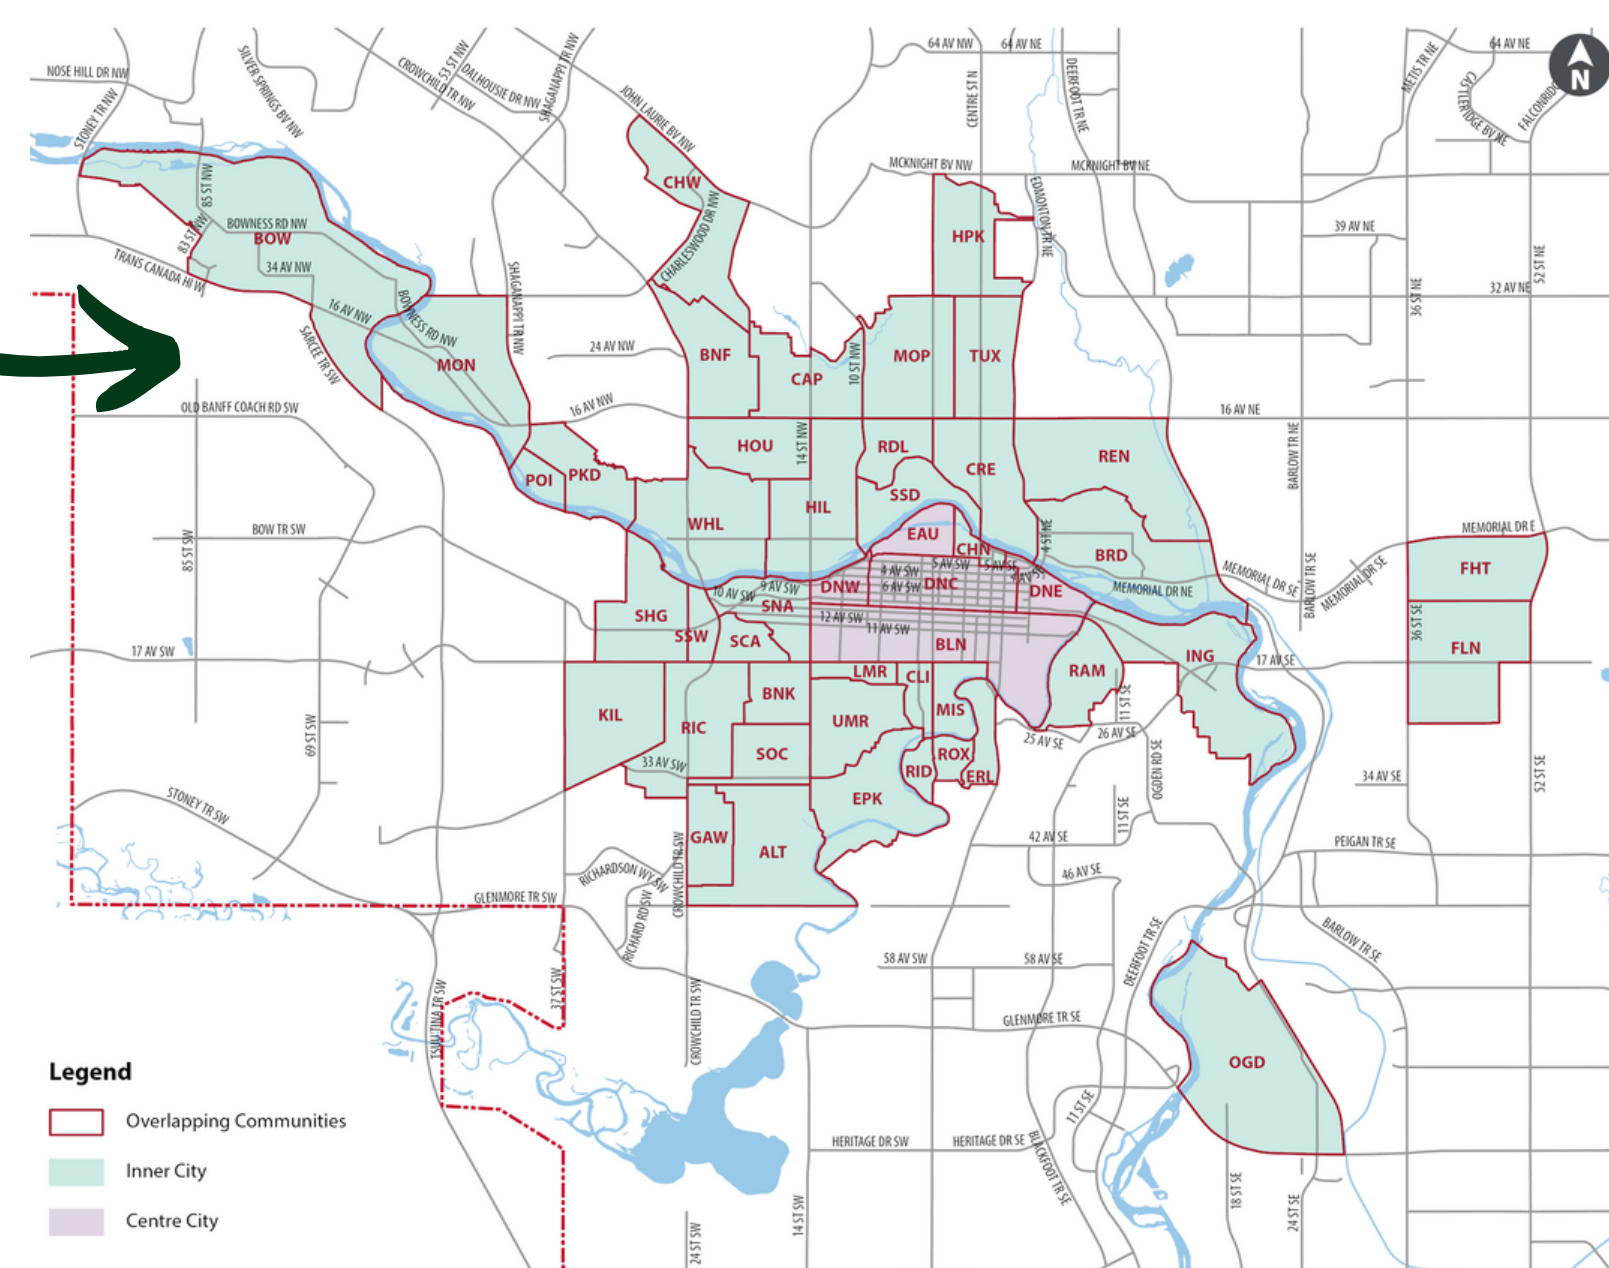 64 AV NW
64 AV NE
64 AV NE
N
NOSE HILL DR NW
STONEY TR NW
SILVER SPRINGS BV NW
CROWCHILD TR NW
53 ST NW
DALHOUSIE DR NW
SHAGANAPPI TR NW
JOHN LAURIE BV NW
CENTRE ST N
DEERFOOT TR NE
METIS TR NE
CASTLERIDGE BV NE
MCKNIGHT BV NW
MCKNIGHT BV NE
CHW
85 ST NW
83 ST NW
BOWNESS RD NW
BOW
34 AV NW
TRANS CANADA HI W
CHARLESWOOD DR NW
HPK
EDMONTON TR NE
39 AV NE
36 ST NE
52 ST NE
32 AV NE
16 AV NW
BOWNESS RD NW
SHAGANAPPI TR NW
SARCEE TR SW
MON
24 AV NW
BNF
CAP
10 ST NW
MOP
TUX
OLD BANFF COACH RD SW
16 AV NW
16 AV NE
HOU
14 ST NW
RDL
CRE
REN
BARLOW TR NE
POI
PKD
WHL
HIL
SSD
85 ST SW
BOW TR SW
EAU
CHN
4 ST NE
BRD
MEMORIAL DR E
MEMORIAL DR SE
MEMORIAL DR SE
BARLOW TR SE
FHT
4 AV SW
5 AV SW
5 AV SE
4 AV SE
9 AV SW
10 AV SW
DNW
6 AV SW
DNC
DNE
MEMORIAL DR NE
SHG
SSW
SNA
SCA
12 AV SW
11 AV SW
BLN
36 ST SE
FLN
17 AV SW
17 AV SE
RAM
ING
LMR
CLI
KIL
RIC
BNK
UMR
MIS
11 ST SE
69 ST SW
SOC
33 AV SW
25 AV SE
26 AV SE
OGDEN RD SE
RID
ROX
ERL
34 AV SE
52 ST SE
STONEY TR SW
EPK
11 ST SE
GAW
ALT
42 AV SE
PEIGAN TR SE
46 AV SE
RICHARDSON WY SW
CROWCHILD TR SW
GLENMORE TR SW
RICHARD RD SW
DEERFOOT TR SE
BARLOW TR SE
58 AV SW
58 AV SE
37 ST SW
TSUUT'INA TR SW
CROWCHILD TR SW
GLENMORE TR SE
OGD
11 ST SE
HERITAGE DR SW
HERITAGE DR SE
BLACKFOOT TR SE
18 ST SE
24 ST SE
14 ST SW
24 ST SW
Legend
Overlapping Communities
Inner City
Centre City